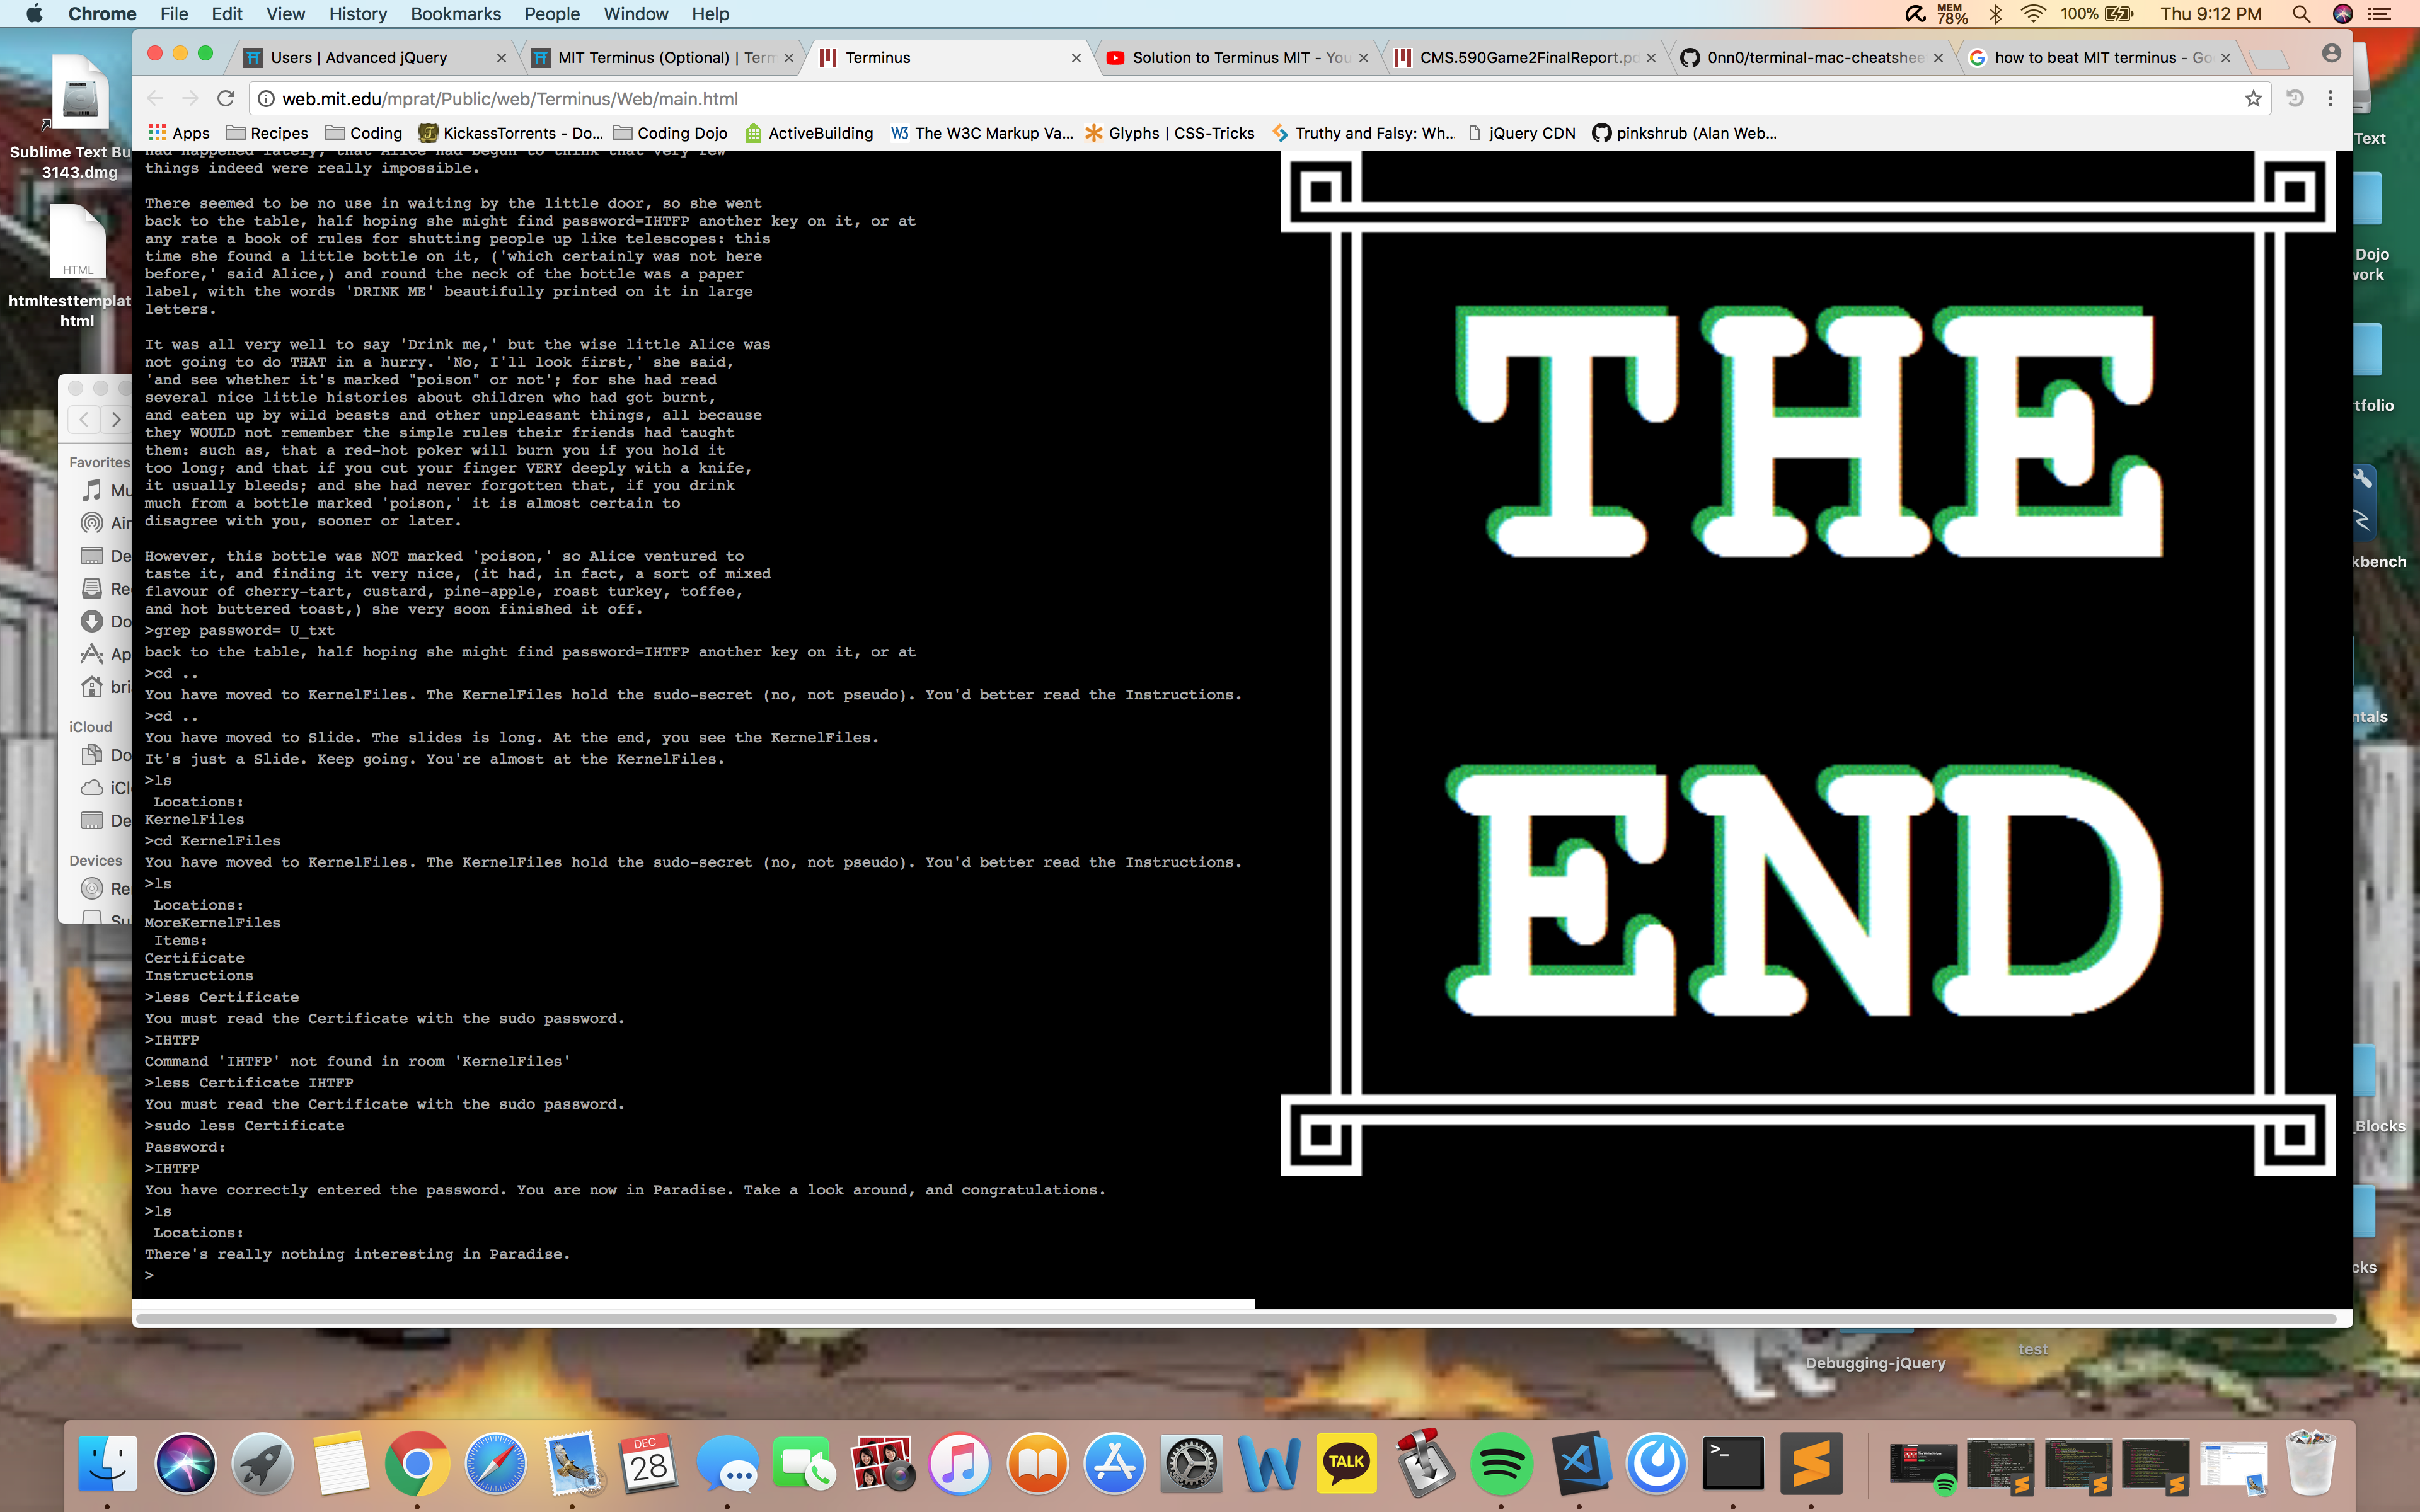 Chrome File Edit View History Bookmarks People Window Help
MEM 78% 100% Thu 9:12 PM
Users | Advanced jQuery
MIT Terminus (Optional) | Term
Terminus
Solution to Terminus MIT - You
CMS.590Game2FinalReport.pd
0nn0/terminal-mac-cheatshee
how to beat MIT terminus - Go
web.mit.edu/mprat/Public/web/Terminus/Web/main.html
Apps Recipes Coding KickassTorrents - Do... Coding Dojo ActiveBuilding The W3C Markup Va... Glyphs | CSS-Tricks Truthy and Falsy: Wh... jQuery CDN pinkshrub (Alan Web...
Sublime Text Bu
3143.dmg
HTML
htmltesttemplat
html
Favorites
Mu
Air
De
Re
Do
Ap
bri
iCloud
Do
iCl
De
Devices
Re
Su
had happened lately, that Alice had begun to think that very few
things indeed were really impossible.
There seemed to be no use in waiting by the little door, so she went
back to the table, half hoping she might find password=IHTFP another key on it, or at
any rate a book of rules for shutting people up like telescopes: this
time she found a little bottle on it, ('which certainly was not here
before,' said Alice,) and round the neck of the bottle was a paper
label, with the words 'DRINK ME' beautifully printed on it in large
letters.
It was all very well to say 'Drink me,' but the wise little Alice was
not going to do THAT in a hurry. 'No, I'll look first,' she said,
'and see whether it's marked "poison" or not'; for she had read
several nice little histories about children who had got burnt,
and eaten up by wild beasts and other unpleasant things, all because
they WOULD not remember the simple rules their friends had taught
them: such as, that a red-hot poker will burn you if you hold it
too long; and that if you cut your finger VERY deeply with a knife,
it usually bleeds; and she had never forgotten that, if you drink
much from a bottle marked 'poison,' it is almost certain to
disagree with you, sooner or later.
However, this bottle was NOT marked 'poison,' so Alice ventured to
taste it, and finding it very nice, (it had, in fact, a sort of mixed
flavour of cherry-tart, custard, pine-apple, roast turkey, toffee,
and hot buttered toast,) she very soon finished it off.
>grep password= U_txt
back to the table, half hoping she might find password=IHTFP another key on it, or at
>cd ..
You have moved to KernelFiles. The KernelFiles hold the sudo-secret (no, not pseudo). You'd better read the Instructions.
>cd ..
You have moved to Slide. The slides is long. At the end, you see the KernelFiles.
It's just a Slide. Keep going. You're almost at the KernelFiles.
>ls
Locations:
KernelFiles
>cd KernelFiles
You have moved to KernelFiles. The KernelFiles hold the sudo-secret (no, not pseudo). You'd better read the Instructions.
>ls
Locations:
MoreKernelFiles
Items:
Certificate
Instructions
>less Certificate
You must read the Certificate with the sudo password.
>IHTFP
Command 'IHTFP' not found in room 'KernelFiles'
>less Certificate IHTFP
You must read the Certificate with the sudo password.
>sudo less Certificate
Password:
>IHTFP
You have correctly entered the password. You are now in Paradise. Take a look around, and congratulations.
>ls
Locations:
There's really nothing interesting in Paradise.
>
THE
END
Text
Dojo
work
tfolio
kbench
ntals
_Blocks
cks
Debugging-jQuery
test
DEC
28
TALK